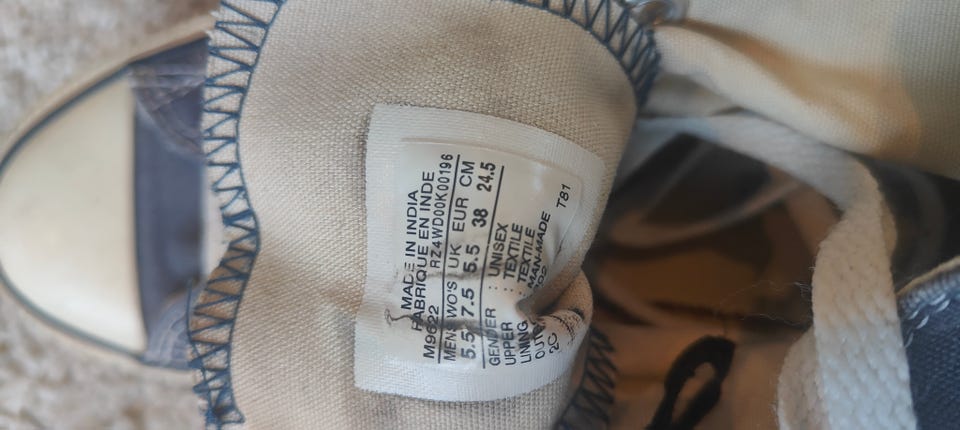 MADE IN INDIA
FABRIQUE EN INDE
M9622 RZ4WD00K00196
MEN WO'S UK EUR CM
5.5 7.5 5.5 38 24.5
GENDER : UNISEX
UPPER : TEXTILE
LINING : TEXTILE
MAN-MADE
T81